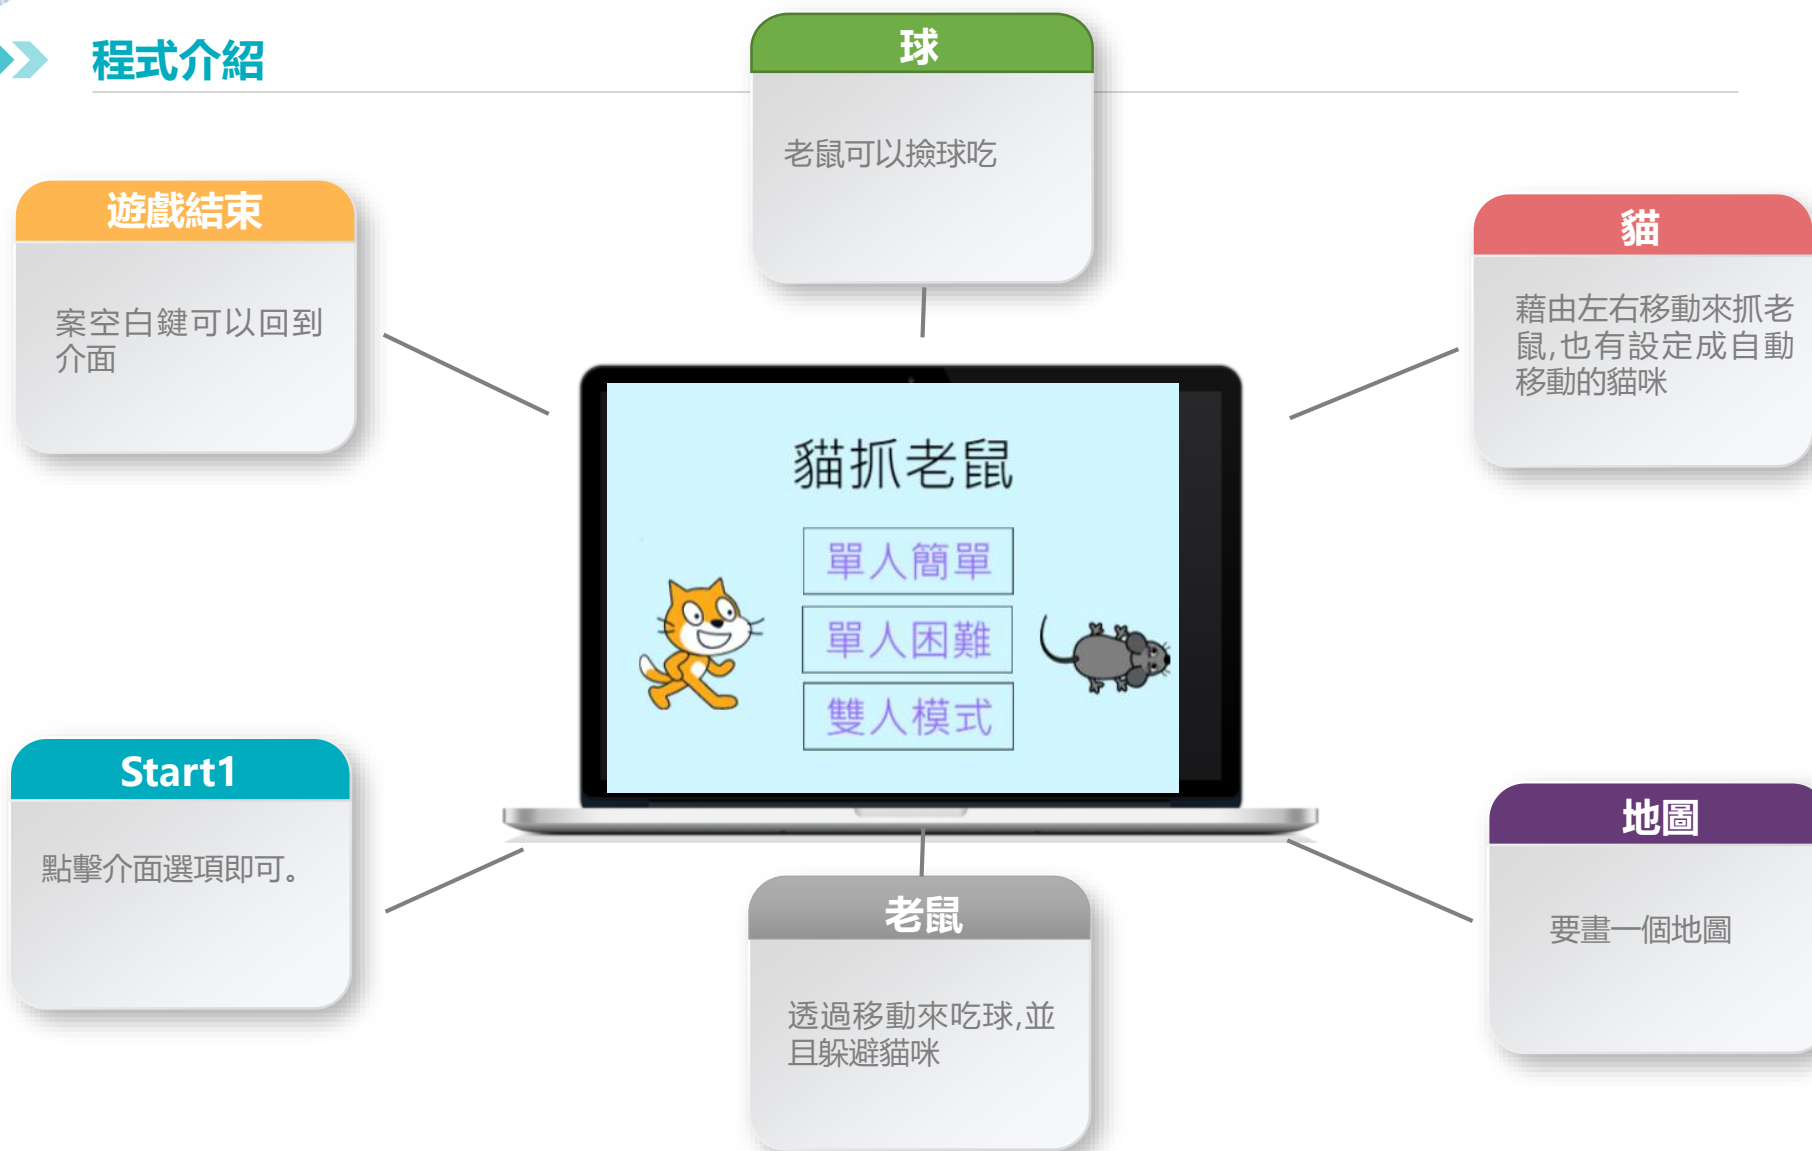 程式介紹
球
老鼠可以撿球吃
遊戲結束
案空白鍵可以回到
介面
貓
藉由左右移動來抓老
鼠,也有設定成自動
移動的貓咪
貓抓老鼠
單人簡單
單人困難
雙人模式
Start1
點擊介面選項即可。
地圖
要畫一個地圖
老鼠
透過移動來吃球,並
且躲避貓咪